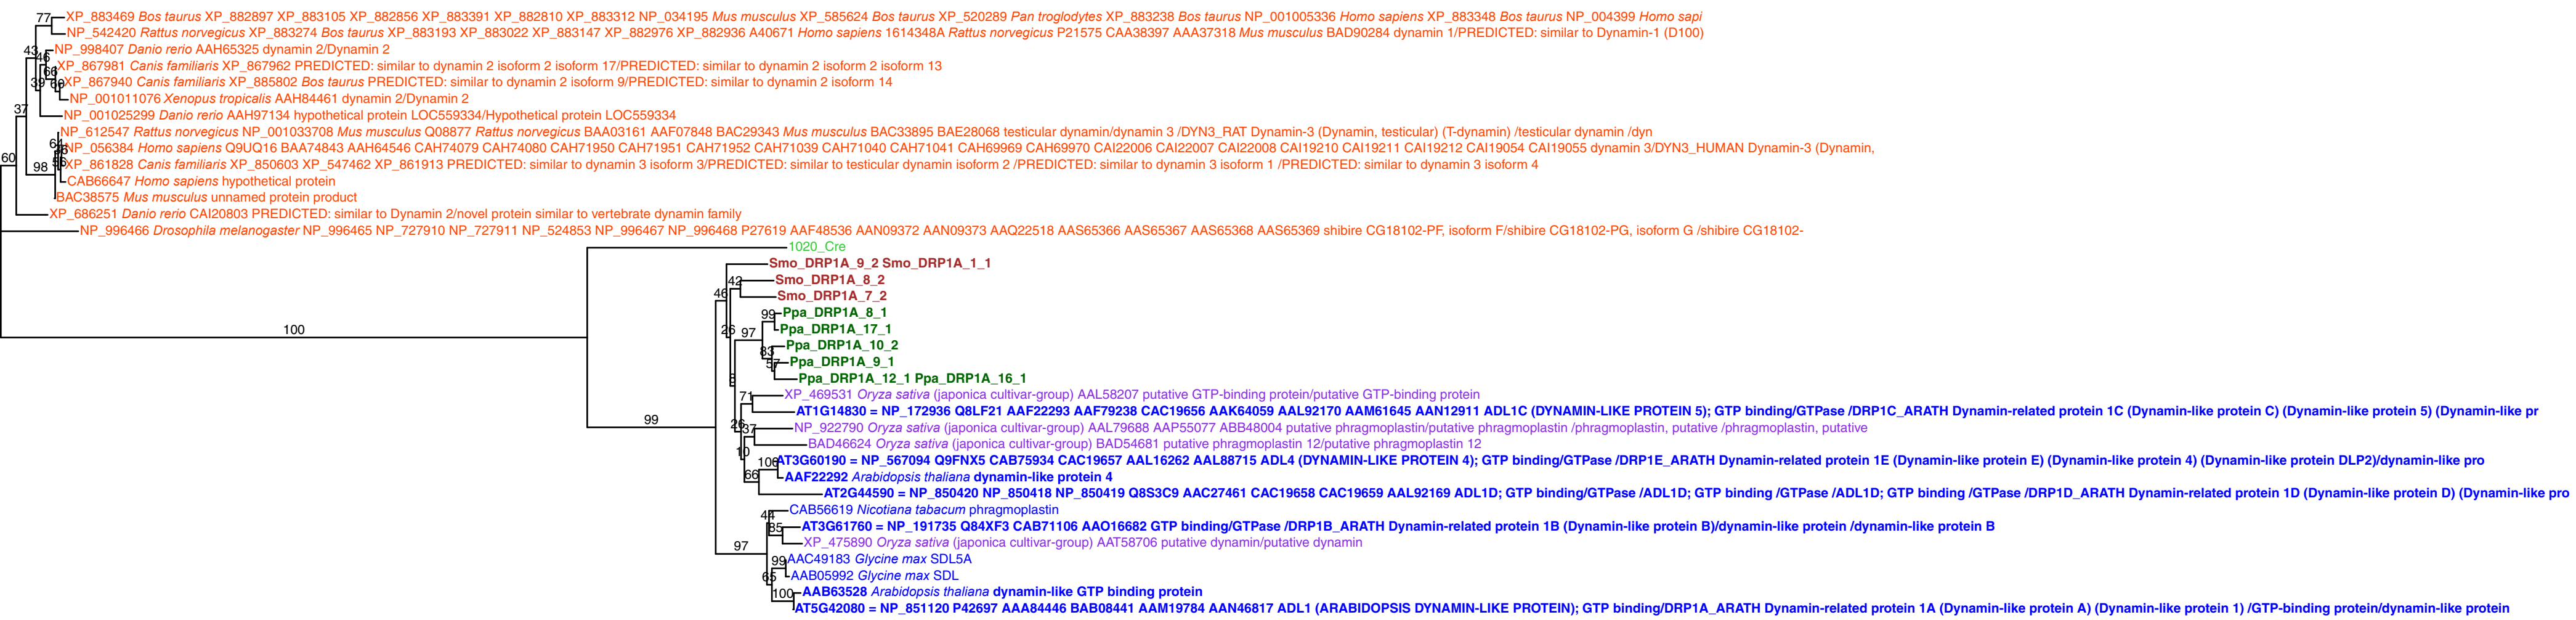 77 XP_883469 Bos taurus XP_882897 XP_883105 XP_882856 XP_883391 XP_882810 XP_883312 NP_034195 Mus musculus XP_585624 Bos taurus XP_520289 Pan troglodytes XP_883238 Bos taurus NP_001005336 Homo sapiens XP_883348 Bos taurus NP_004399 Homo sapi
NP_542420 Rattus norvegicus XP_883274 Bos taurus XP_883193 XP_883022 XP_883147 XP_882976 XP_882936 A40671 Homo sapiens 1614348A Rattus norvegicus P21575 CAA38397 AAA37318 Mus musculus BAD90284 dynamin 1/PREDICTED: similar to Dynamin-1 (D100)
43 NP_998407 Danio rerio AAH65325 dynamin 2/Dynamin 2
46
66 XP_867981 Canis familiaris XP_867962 PREDICTED: similar to dynamin 2 isoform 2 isoform 17/PREDICTED: similar to dynamin 2 isoform 2 isoform 13
39 XP_867940 Canis familiaris XP_885802 Bos taurus PREDICTED: similar to dynamin 2 isoform 9/PREDICTED: similar to dynamin 2 isoform 14
NP_001011076 Xenopus tropicalis AAH84461 dynamin 2/Dynamin 2
37 NP_001025299 Danio rerio AAH97134 hypothetical protein LOC559334/Hypothetical protein LOC559334
NP_612547 Rattus norvegicus NP_001033708 Mus musculus Q08877 Rattus norvegicus BAA03161 AAF07848 BAC29343 Mus musculus BAC33895 BAE28068 testicular dynamin/dynamin 3 /DYN3_RAT Dynamin-3 (Dynamin, testicular) (T-dynamin) /testicular dynamin /dyn
NP_056384 Homo sapiens Q9UQ16 BAA74843 AAH64546 CAH74079 CAH74080 CAH71950 CAH71951 CAH71952 CAH71039 CAH71040 CAH71041 CAH69969 CAH69970 CAI22006 CAI22007 CAI22008 CAI19210 CAI19211 CAI19212 CAI19054 CAI19055 dynamin 3/DYN3_HUMAN Dynamin-3 (Dynamin,
60 98 XP_861828 Canis familiaris XP_850603 XP_547462 XP_861913 PREDICTED: similar to dynamin 3 isoform 3/PREDICTED: similar to testicular dynamin isoform 2 /PREDICTED: similar to dynamin 3 isoform 1 /PREDICTED: similar to dynamin 3 isoform 4
CAB66647 Homo sapiens hypothetical protein
BAC38575 Mus musculus unnamed protein product
XP_686251 Danio rerio CAI20803 PREDICTED: similar to Dynamin 2/novel protein similar to vertebrate dynamin family
NP_996466 Drosophila melanogaster NP_996465 NP_727910 NP_727911 NP_524853 NP_996467 NP_996468 P27619 AAF48536 AAN09372 AAN09373 AAQ22518 AAS65366 AAS65367 AAS65368 AAS65369 shibire CG18102-PF, isoform F/shibire CG18102-PG, isoform G /shibire CG18102-
1020_Cre
Smo_DRP1A_9_2 Smo_DRP1A_1_1
42 Smo_DRP1A_8_2
46 Smo_DRP1A_7_2
99 Ppa_DRP1A_8_1
100 26 97 Ppa_DRP1A_17_1
83 Ppa_DRP1A_10_2
57 Ppa_DRP1A_9_1
Ppa_DRP1A_12_1 Ppa_DRP1A_16_1
71 XP_469531 Oryza sativa (japonica cultivar-group) AAL58207 putative GTP-binding protein/putative GTP-binding protein
AT1G14830 = NP_172936 Q8LF21 AAF22293 AAF79238 CAC19656 AAK64059 AAL92170 AAM61645 AAN12911 ADL1C (DYNAMIN-LIKE PROTEIN 5); GTP binding/GTPase /DRP1C_ARATH Dynamin-related protein 1C (Dynamin-like protein C) (Dynamin-like protein 5) (Dynamin-like pr
99 26 37 NP_922790 Oryza sativa (japonica cultivar-group) AAL79688 AAP55077 ABB48004 putative phragmoplastin/putative phragmoplastin /phragmoplastin, putative /phragmoplastin, putative
BAD46624 Oryza sativa (japonica cultivar-group) BAD54681 putative phragmoplastin 12/putative phragmoplastin 12
10 100 AT3G60190 = NP_567094 Q9FNX5 CAB75934 CAC19657 AAL16262 AAL88715 ADL4 (DYNAMIN-LIKE PROTEIN 4); GTP binding/GTPase /DRP1E_ARATH Dynamin-related protein 1E (Dynamin-like protein E) (Dynamin-like protein 4) (Dynamin-like protein DLP2)/dynamin-like pro
66 AAF22292 Arabidopsis thaliana dynamin-like protein 4
AT2G44590 = NP_850420 NP_850418 NP_850419 Q8S3C9 AAC27461 CAC19658 CAC19659 AAL92169 ADL1D; GTP binding/GTPase /ADL1D; GTP binding /GTPase /ADL1D; GTP binding /GTPase /DRP1D_ARATH Dynamin-related protein 1D (Dynamin-like protein D) (Dynamin-like pro
44 CAB56619 Nicotiana tabacum phragmoplastin
85 AT3G61760 = NP_191735 Q84XF3 CAB71106 AAO16682 GTP binding/GTPase /DRP1B_ARATH Dynamin-related protein 1B (Dynamin-like protein B)/dynamin-like protein /dynamin-like protein B
97 XP_475890 Oryza sativa (japonica cultivar-group) AAT58706 putative dynamin/putative dynamin
99 AAC49183 Glycine max SDL5A
65 AAB05992 Glycine max SDL
100 AAB63528 Arabidopsis thaliana dynamin-like GTP binding protein
AT5G42080 = NP_851120 P42697 AAA84446 BAB08441 AAM19784 AAN46817 ADL1 (ARABIDOPSIS DYNAMIN-LIKE PROTEIN); GTP binding/DRP1A_ARATH Dynamin-related protein 1A (Dynamin-like protein A) (Dynamin-like protein 1) /GTP-binding protein/dynamin-like protein